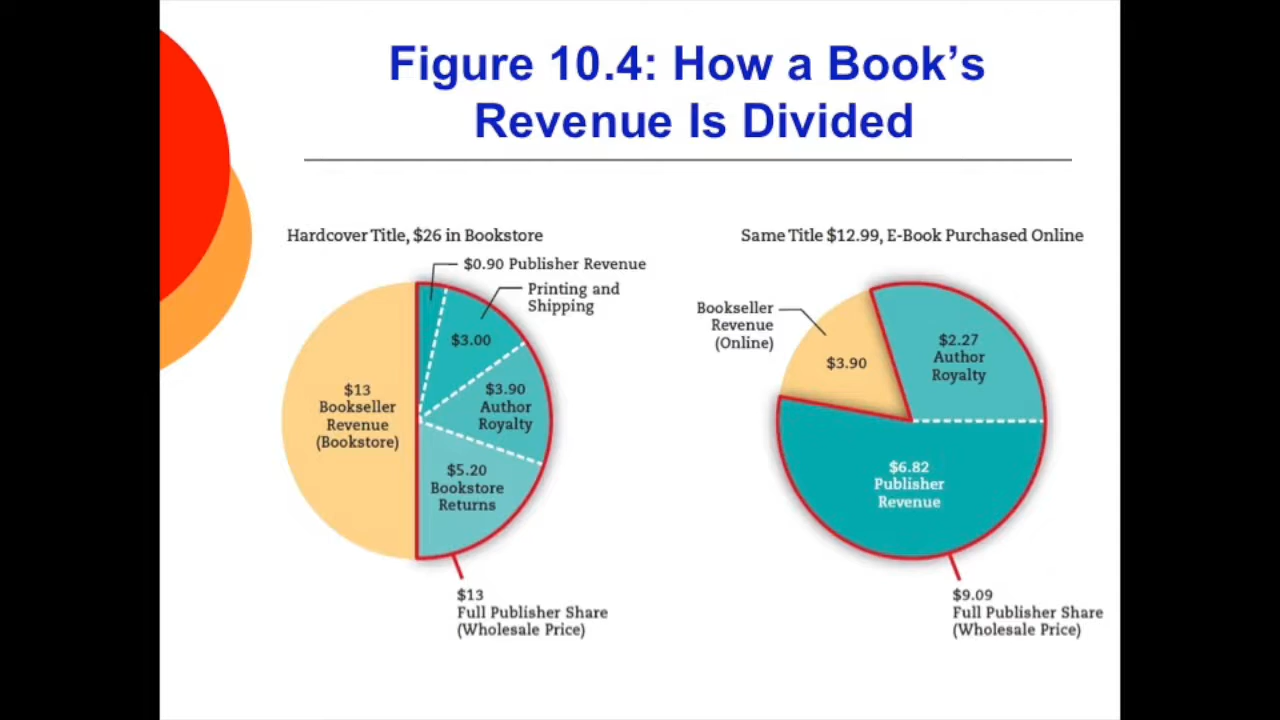 Figure 10.4: How a Book's
Revenue Is Divided
Hardcover Title, $26 in Bookstore
$0.90 Publisher Revenue
Printing and
Shipping
$3.00
$3.90
Author
Royalty
$5.20
Bookstore
Returns
$13
Bookseller
Revenue
(Bookstore)
$13
Full Publisher Share
(Wholesale Price)
Same Title $12.99, E-Book Purchased Online
Bookseller
Revenue
(Online)
$3.90
$2.27
Author
Royalty
$6.82
Publisher
Revenue
$9.09
Full Publisher Share
(Wholesale Price)